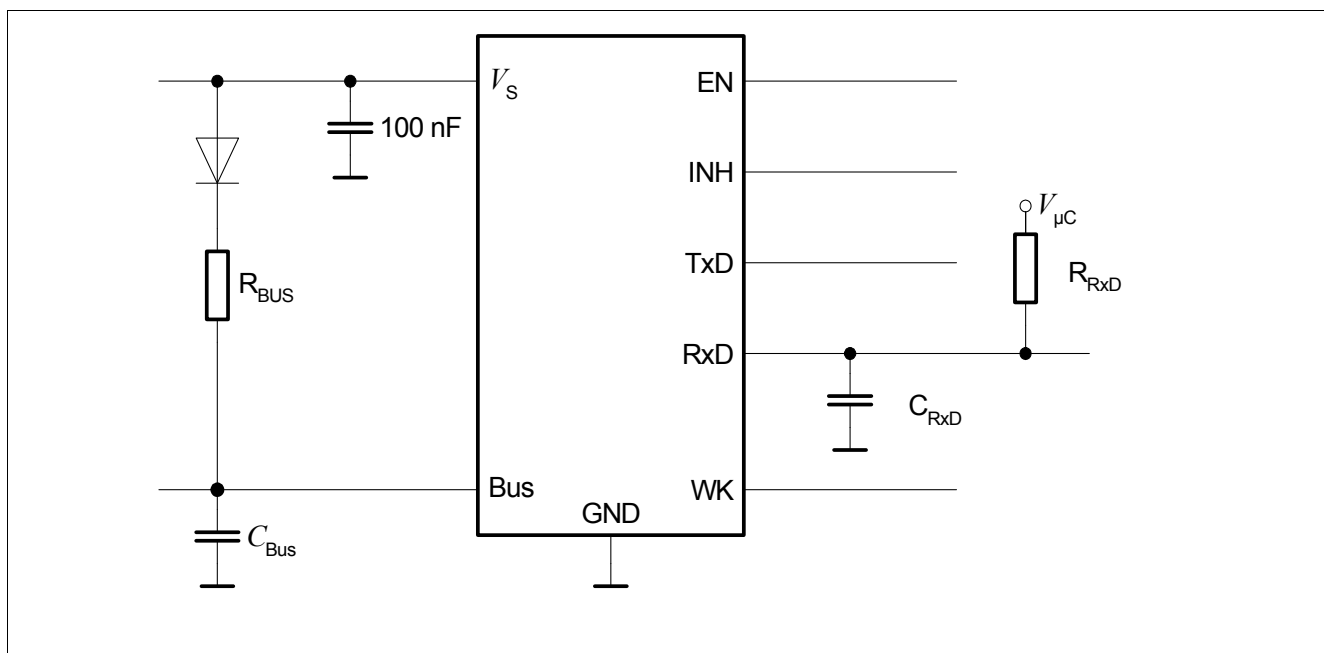 V_S
EN
100 nF
INH
V_µC
TxD
R_BUS
R_RxD
RxD
C_RxD
Bus
WK
GND
C_Bus